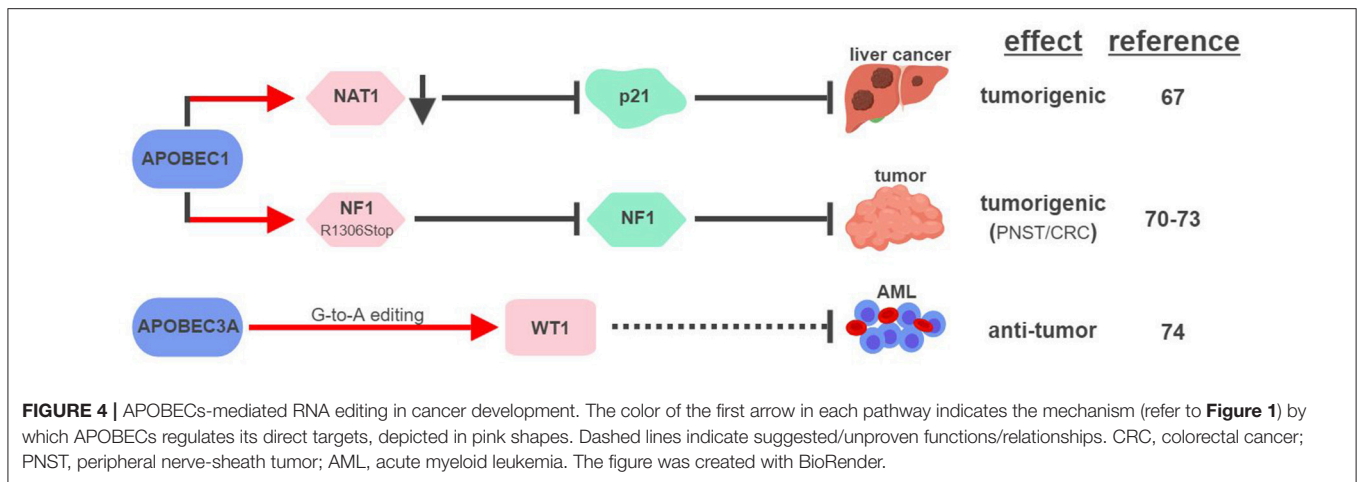 effect reference
liver cancer
NAT1 p21 tumorigenic 67
APOBEC1
tumor
NF1 NF1 tumorigenic 70-73
R1306Stop (PNST/CRC)
AML
APOBEC3A G-to-A editing WT1 anti-tumor 74
FIGURE 4 | APOBECs-mediated RNA editing in cancer development. The color of the first arrow in each pathway indicates the mechanism (refer to Figure 1) by
which APOBECs regulates its direct targets, depicted in pink shapes. Dashed lines indicate suggested/unproven functions/relationships. CRC, colorectal cancer;
PNST, peripheral nerve-sheath tumor; AML, acute myeloid leukemia. The figure was created with BioRender.